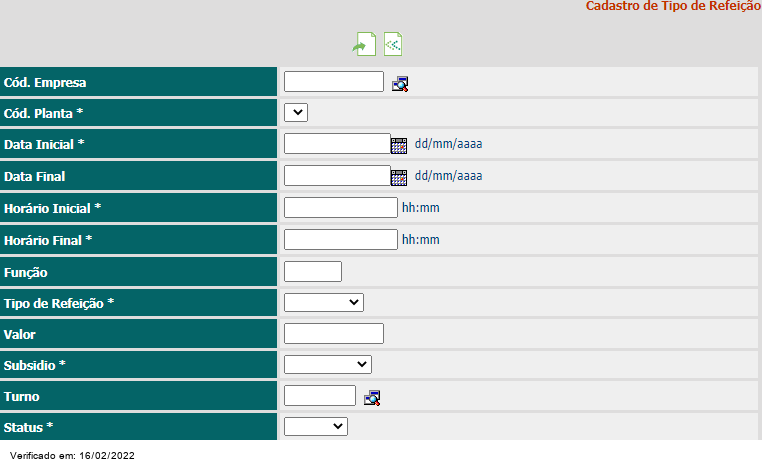 Cadastro de Tipo de Refeição
Cód. Empresa
Cód. Planta *
Data Inicial * dd/mm/aaaa
Data Final dd/mm/aaaa
Horário Inicial * hh:mm
Horário Final * hh:mm
Função
Tipo de Refeição *
Valor
Subsidio *
Turno
Status *
Verificado em: 16/02/2022